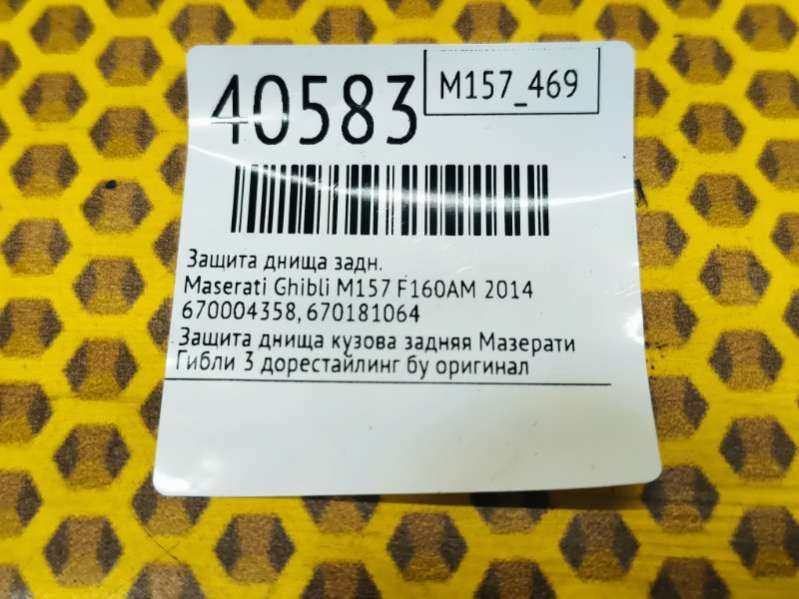 40583
M157_469
Защита днища задн.
Maserati Ghibli M157 F160AM 2014
670004358, 670181064
Защита днища кузова задняя Мазерати
Гибли 3 дорестайлинг бу оригинал